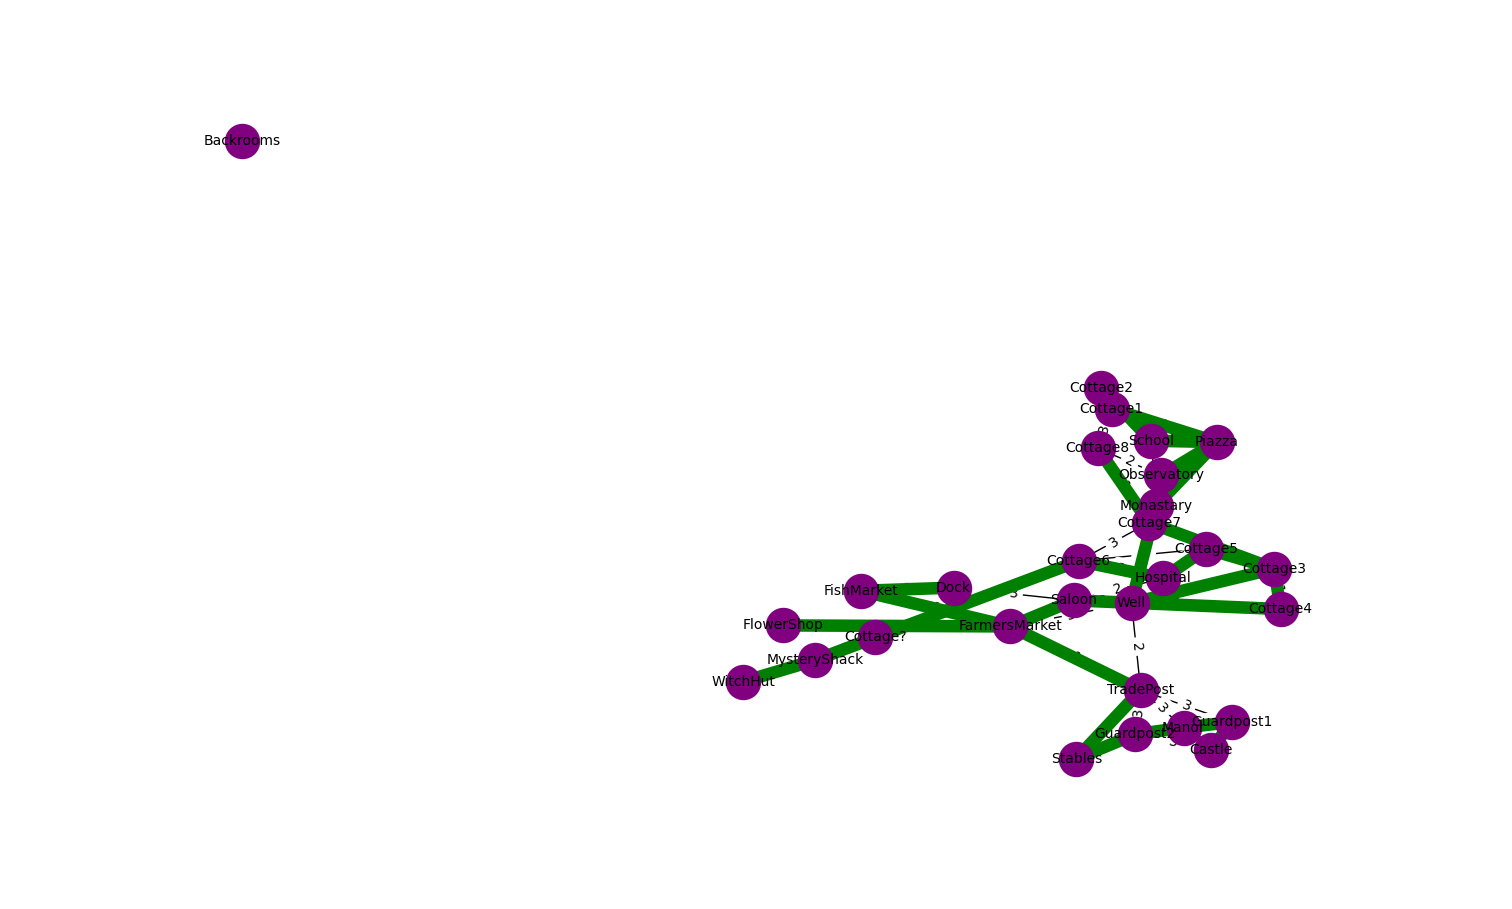 Backrooms
Cottage2
Cottage1
8
School
Piazza
Cottage8
2
Observatory
Monastary
Cottage7
3
Cottage5
Cottage6
Cottage3
Hospital
FishMarket
Dock
3
2
Saloon
Well
Cottage4
FlowerShop
FarmersMarket
Cottage?
2
MysteryShack
WitchHut
TradePost
3
3
3
Guardpost1
Manor
Guardpost2
3
Castle
Stables